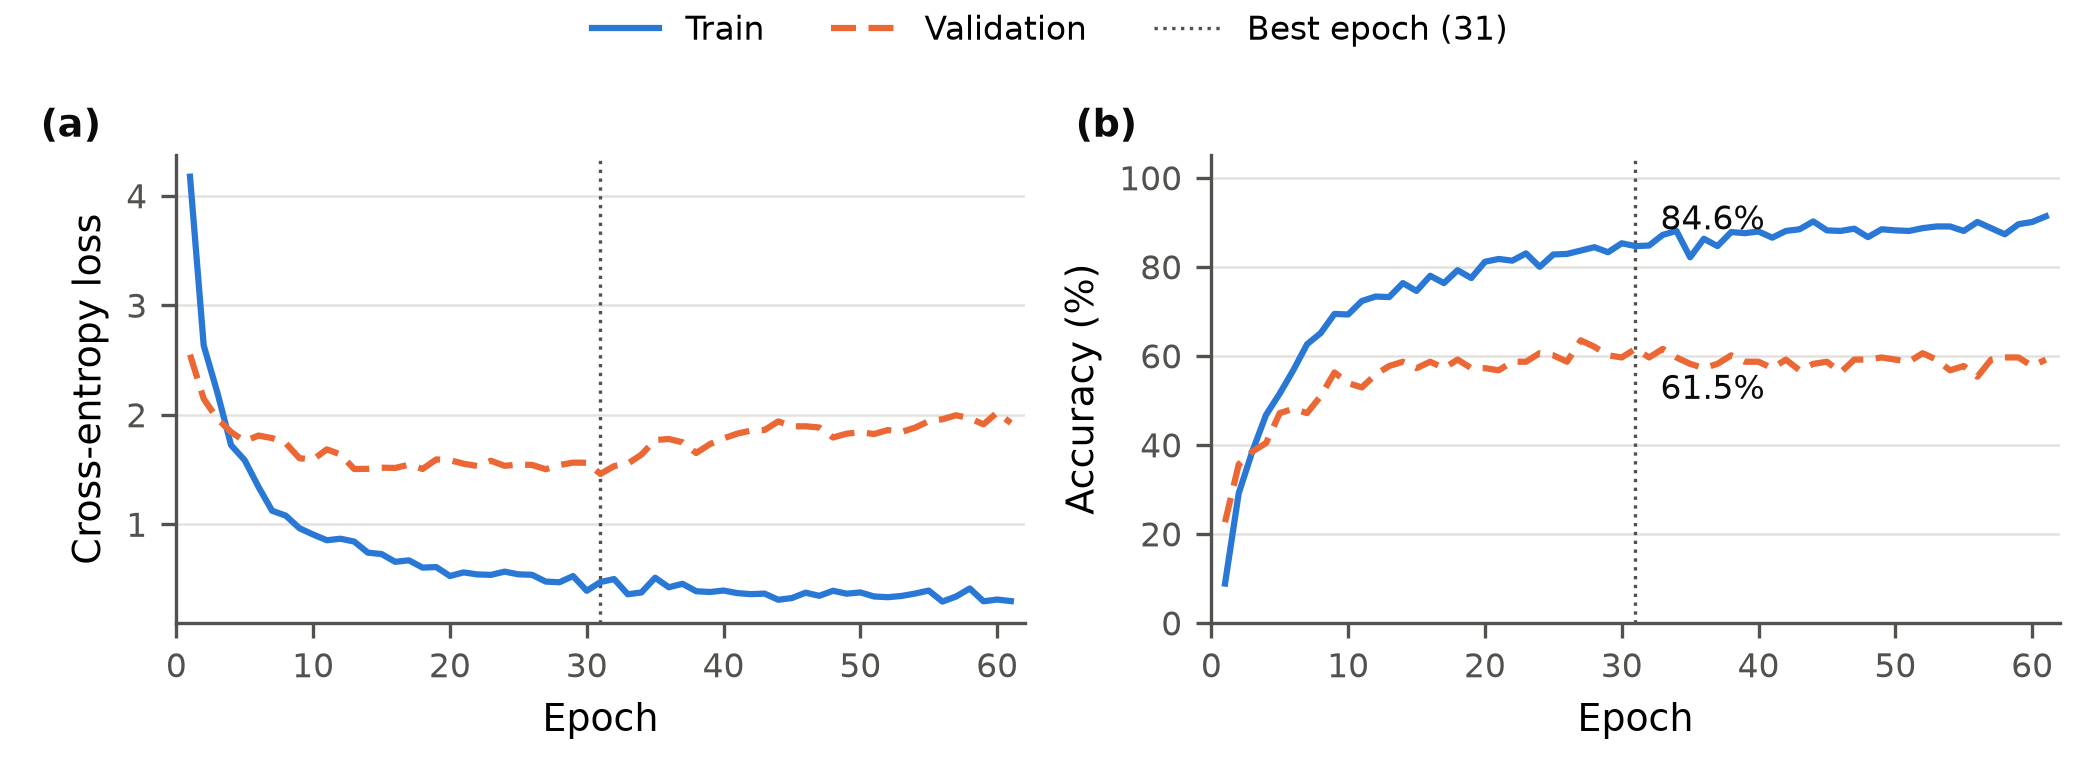 Train Validation Best epoch (31)
(a)
Cross-entropy loss
4
3
2
1
0 10 20 30 40 50 60
Epoch
(b)
Accuracy (%)
100
80
60
40
20
0
84.6%
61.5%
0 10 20 30 40 50 60
Epoch